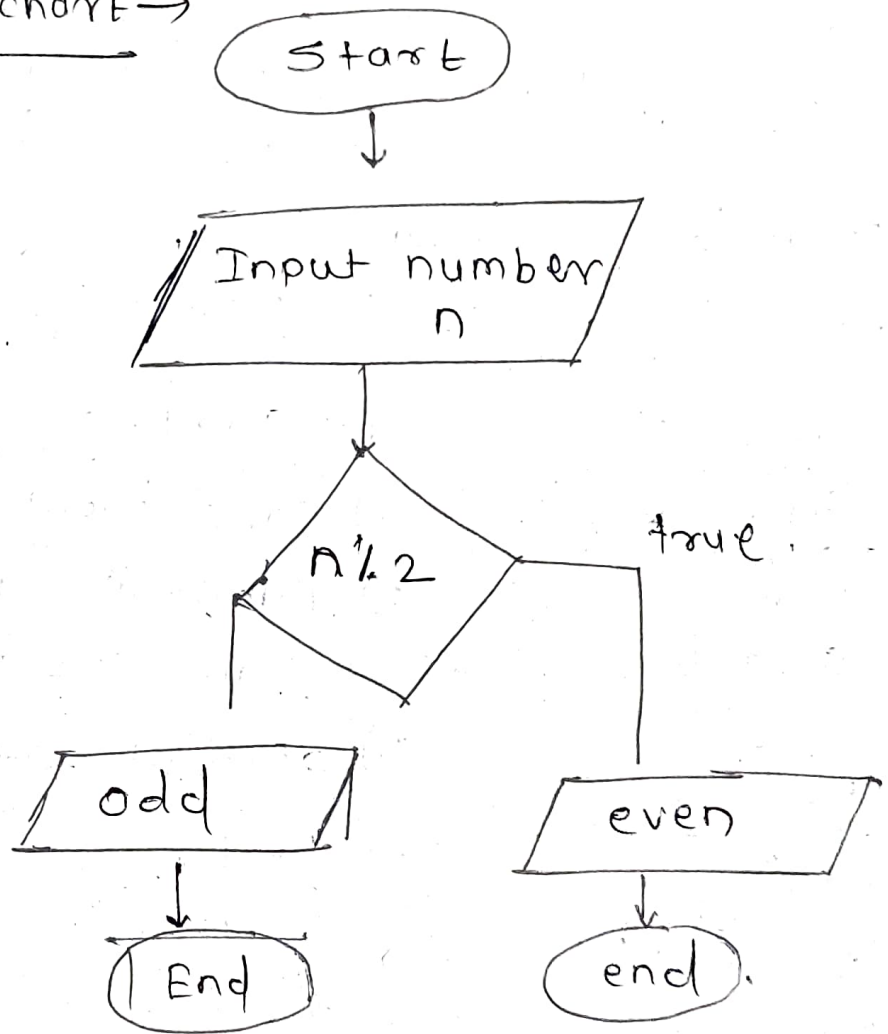 chart →
Start
Input number
n
n % 2
true.
odd
even
End
end.